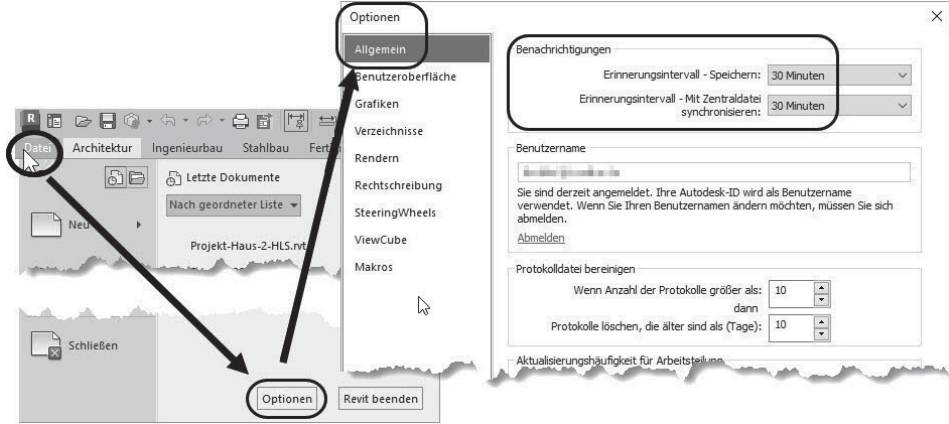 Datei
Architektur
Ingenieurbau
Stahlbau
Letzte Dokumente
Nach geordneter Liste
Neu
Projekt-Haus-2-HLS.rvt
Schließen
Optionen
Revit beenden
Optionen
Allgemein
Benutzeroberfläche
Grafiken
Verzeichnisse
Rendern
Rechtschreibung
SteeringWheels
ViewCube
Makros
Benachrichtigungen
Erinnerungsintervall - Speichern: 30 Minuten
Erinnerungsintervall - Mit Zentraldatei
synchronisieren: 30 Minuten
Benutzername
Sie sind derzeit angemeldet. Ihre Autodesk-ID wird als Benutzername
verwendet. Wenn Sie Ihren Benutzernamen ändern möchten, müssen Sie sich
abmelden.
Abmelden
Protokolldatei bereinigen
Wenn Anzahl der Protokolle größer als: 10
dann
Protokolle löschen, die älter sind als (Tage): 10
Aktualisierungshäufigkeit für Arbeitsteilung